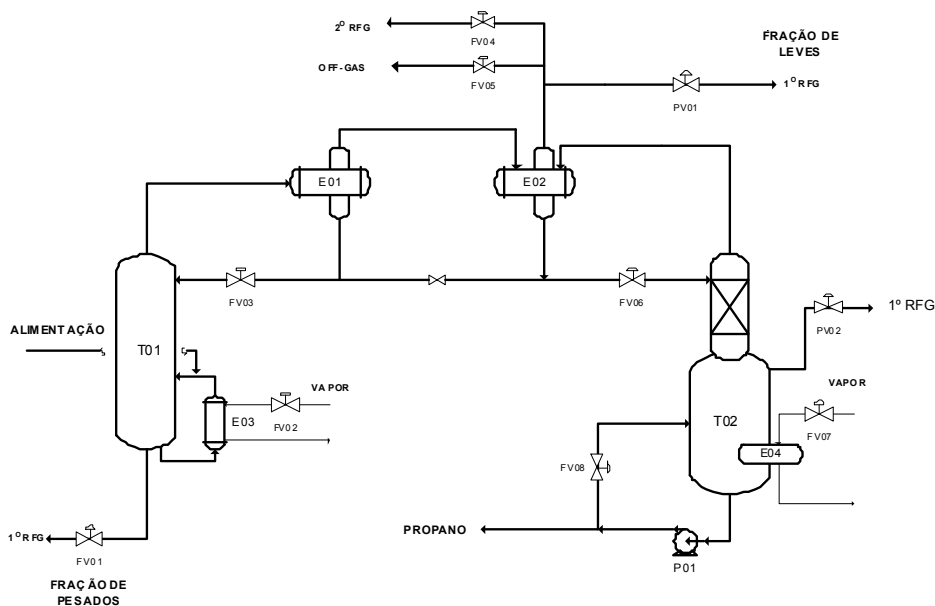 2º RFG
FV04
FRAÇÃO DE
LEVES
OFF-GAS
FV05
1º RFG
PV01
E01
E02
FV03
FV06
1º RFG
PV02
ALIMENTAÇÃO
T01
VAPOR
VAPOR
E03
FV02
T02
FV07
E04
FV08
PROPANO
1º RFG
FV01
P01
FRAÇÃO DE
PESADOS